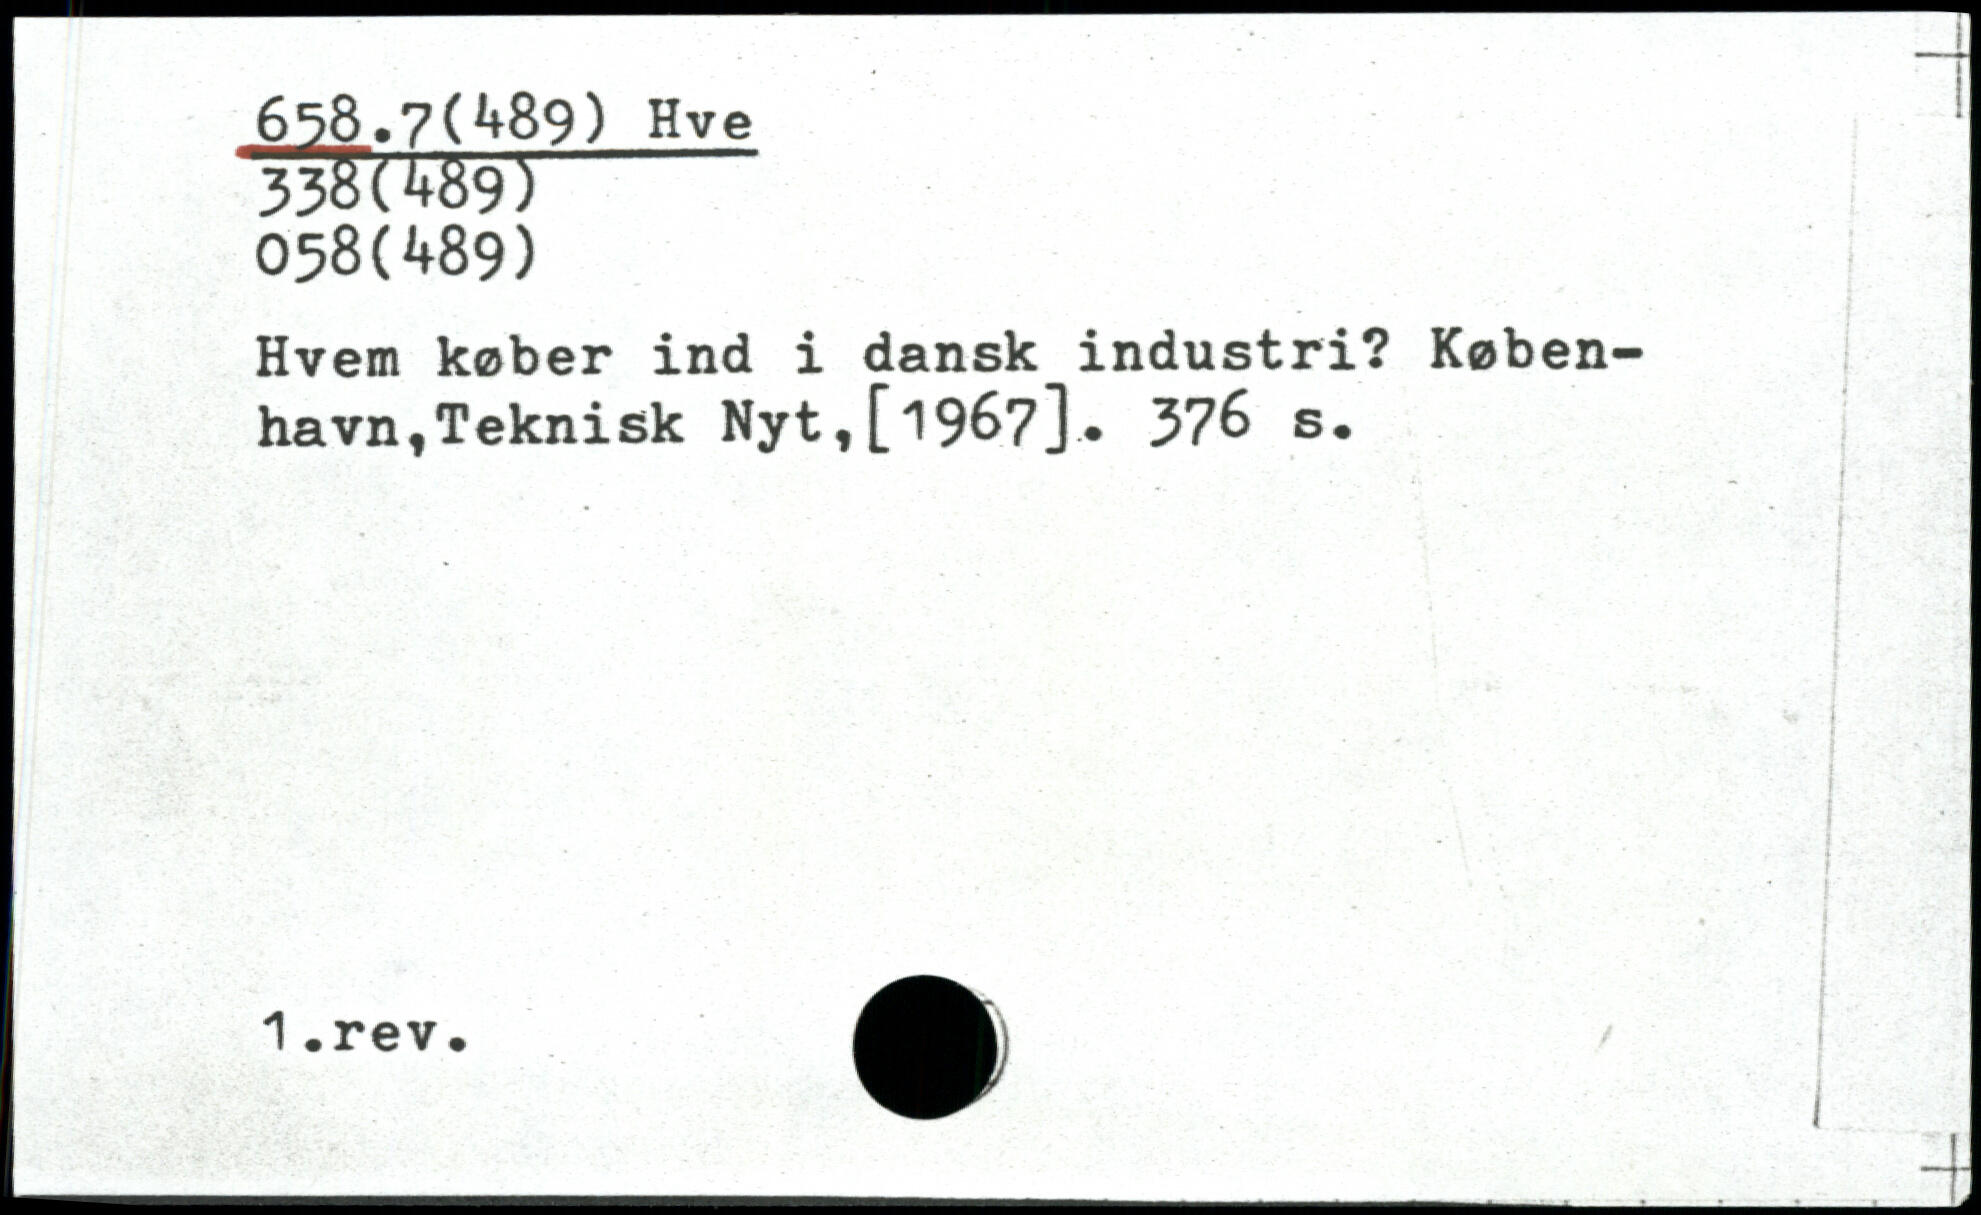 658.7(489) Hve
338(489)
058(489)
Hvem køber ind i dansk industri? Køben-
havn,Teknisk Nyt,[1967]. 376 s.
1.rev.